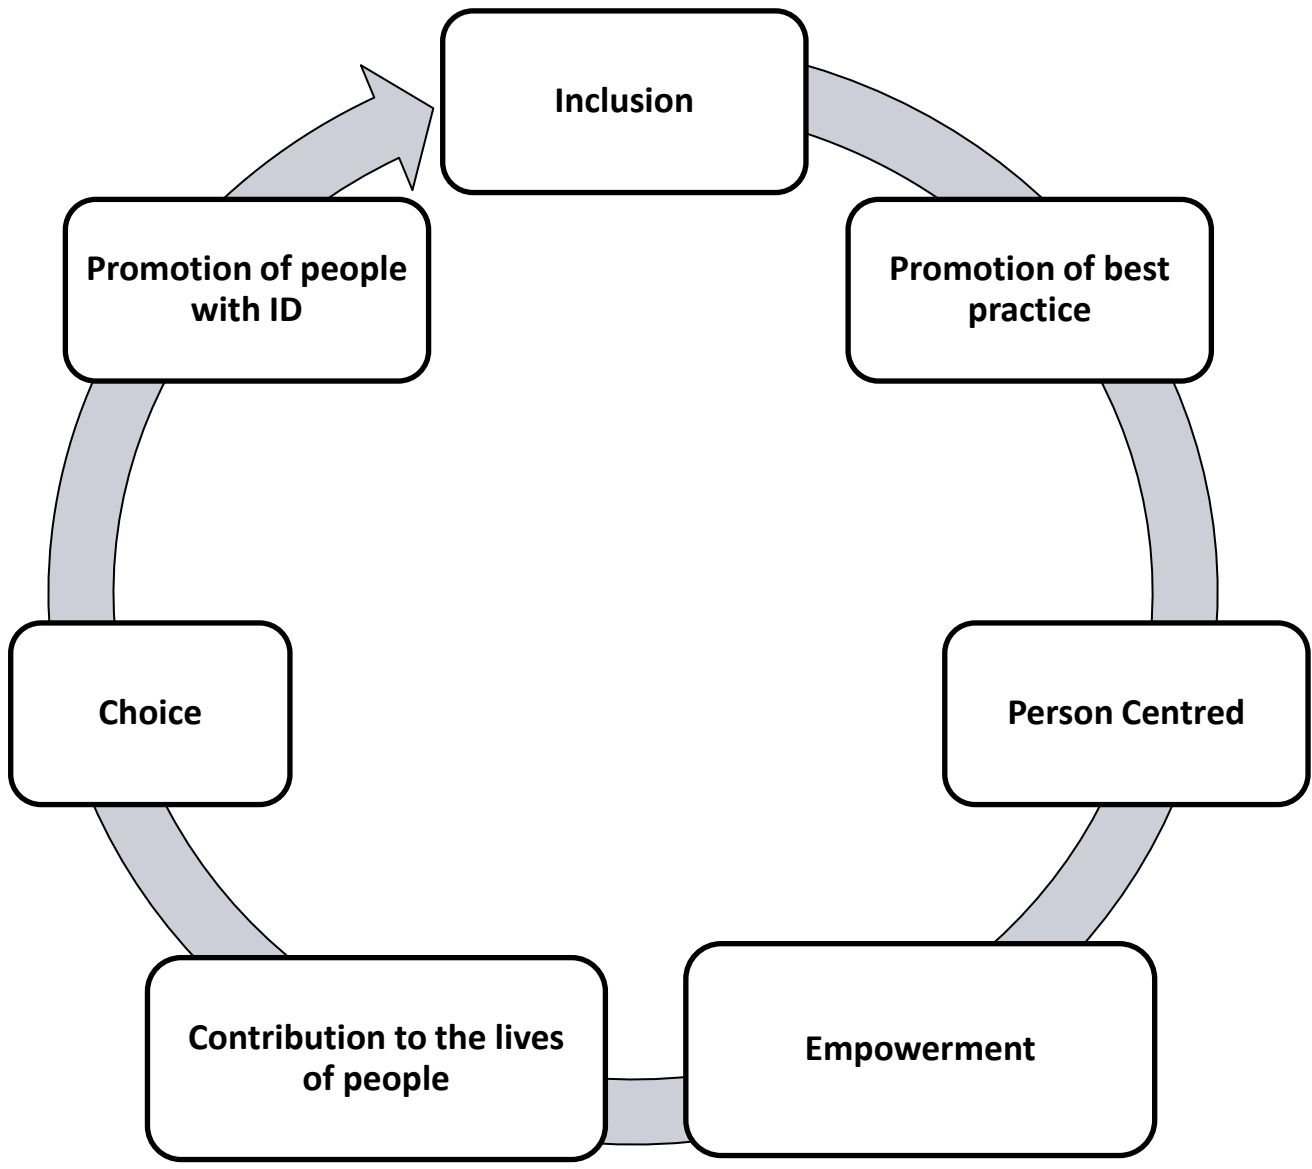 Inclusion
Promotion of best
practice
Person Centred
Empowerment
Contribution to the lives
of people
Choice
Promotion of people
with ID